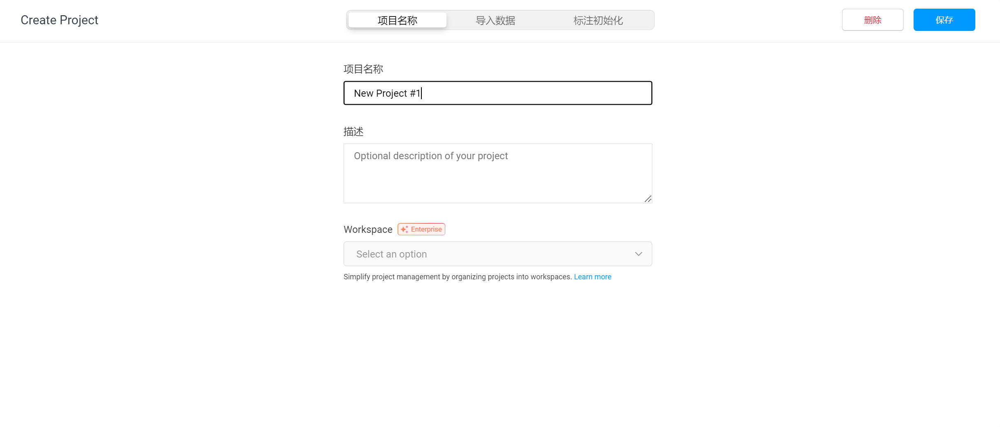 Create Project
项目名称
导入数据
标注初始化
删除
保存
项目名称
New Project #1
描述
Optional description of your project
Workspace
Enterprise
Select an option
Simplify project management by organizing projects into workspaces. Learn more